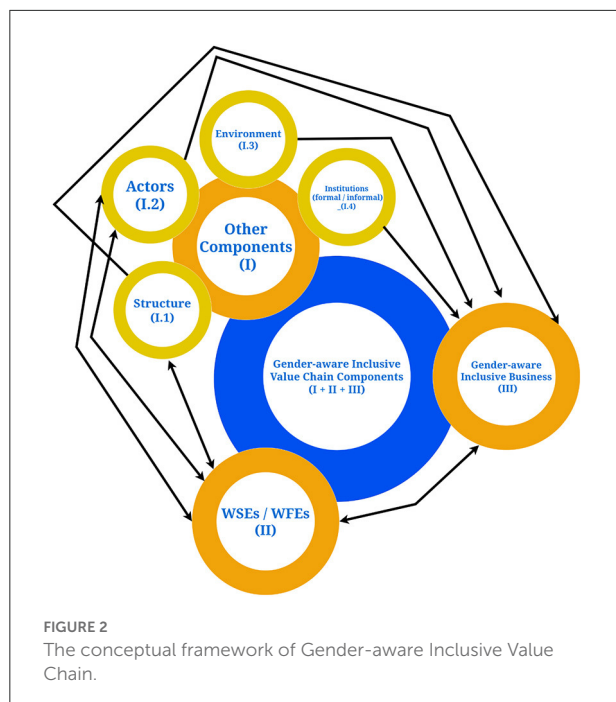 Environment
(I.3)
Actors
(I.2)
Institutions
(formal / informal)
_(I.4)
Other
Components
(I)
Structure
(I.1)
Gender-aware Inclusive
Value Chain Components
(I + II + III)
Gender-aware
Inclusive Business
(III)
WSEs / WFEs
(II)
FIGURE 2
The conceptual framework of Gender-aware Inclusive Value
Chain.